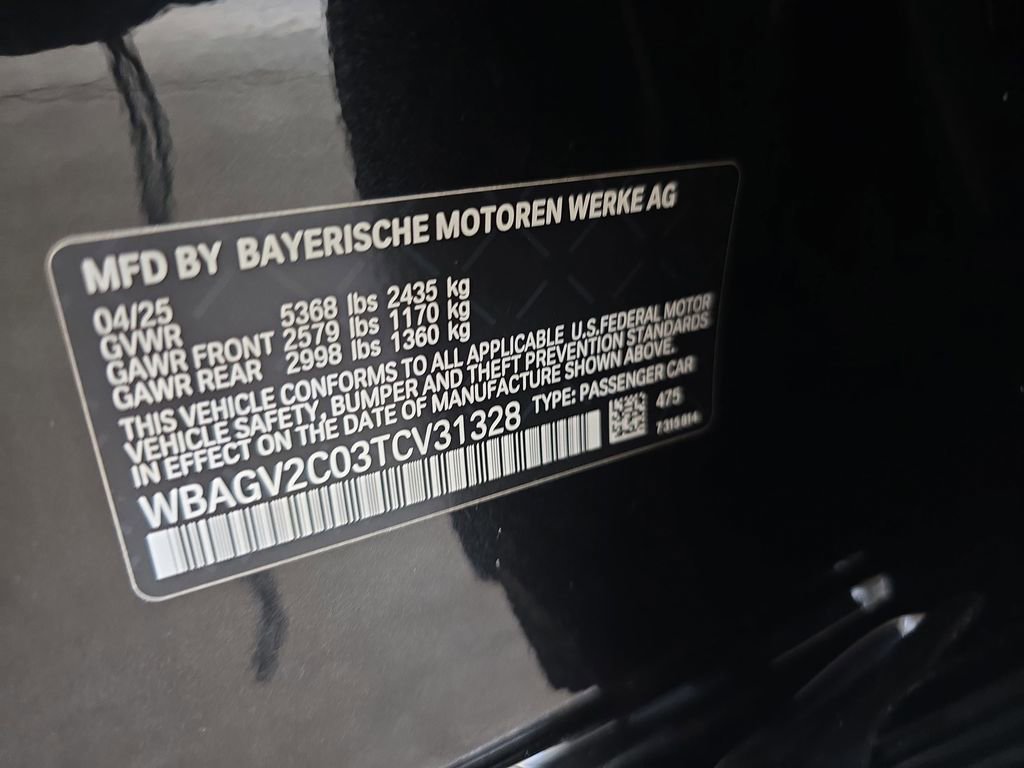 MFD BY BAYERISCHE MOTOREN WERKE AG
04/25
GVWR 5368 lbs 2435 kg
GAWR FRONT 2579 lbs 1170 kg
GAWR REAR 2998 lbs 1360 kg
THIS VEHICLE CONFORMS TO ALL APPLICABLE U.S.FEDERAL MOTOR
VEHICLE SAFETY, BUMPER AND THEFT PREVENTION STANDARDS
IN EFFECT ON THE DATE OF MANUFACTURE SHOWN ABOVE.
WBAGV2C03TCV31328 TYPE: PASSENGER CAR
475